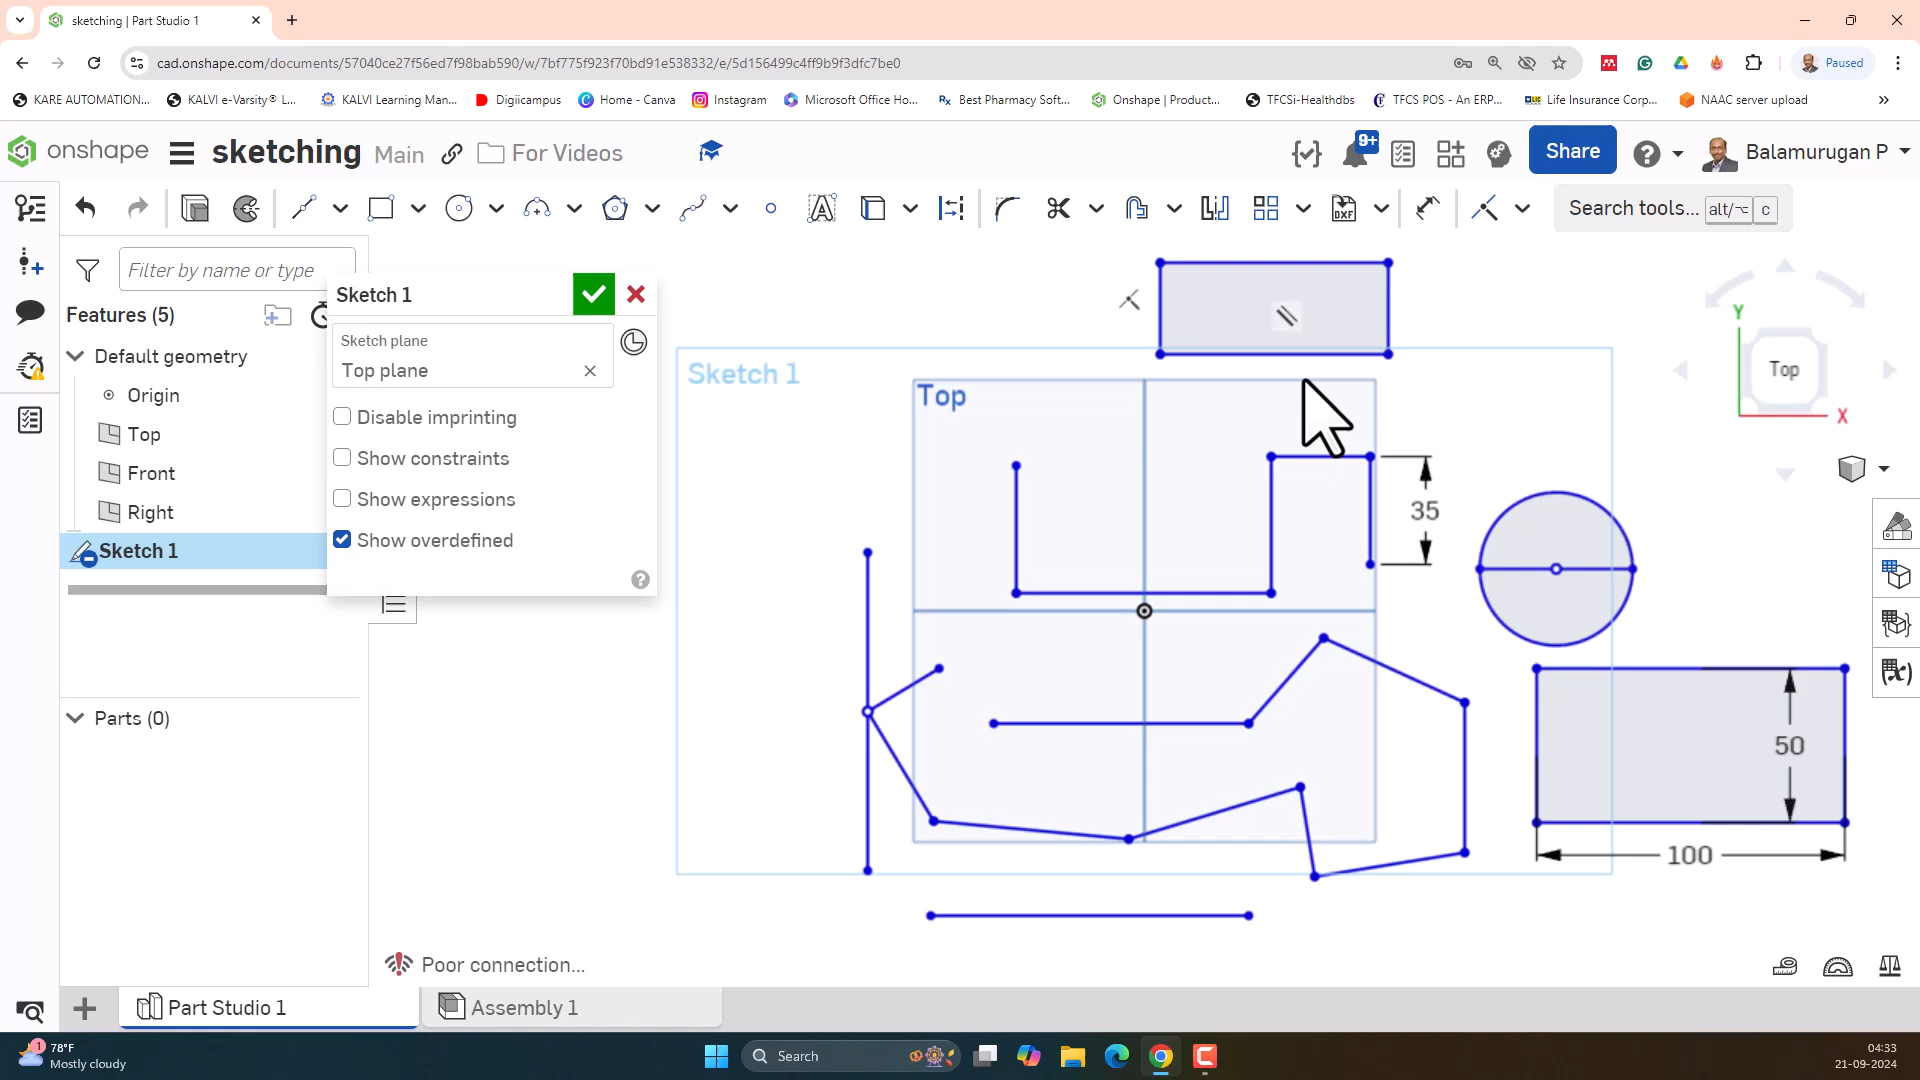 sketching | Part Studio 1
cad.onshape.com/documents/57040ce27f56ed7f98bab590/w/7bf775f923f70bd91e538332/e/5d156499c4ff9b9f3dfc7be0
Paused
KARE AUTOMATION...
KALVI e-Varsity® L...
KALVI Learning Man...
Digiicampus
Home - Canva
Instagram
Microsoft Office Ho...
Rx Best Pharmacy Soft...
Onshape | Product...
TFCSi-Healthdbs
TFCS POS - An ERP...
Life Insurance Corp...
NAAC server upload
onshape
sketching Main
For Videos
9+
Share
Balamurugan P
DXF
Search tools... alt/⌥ c
Filter by name or type
Features (5)
Default geometry
Origin
Top
Front
Right
Sketch 1
Parts (0)
Sketch 1
Sketch plane
Top plane
Disable imprinting
Show constraints
Show expressions
Show overdefined
Sketch 1
Top
35
50
100
Y
Top
X
(x)
Poor connection...
Part Studio 1
Assembly 1
1
78°F
Mostly cloudy
Search
04:33
21-09-2024